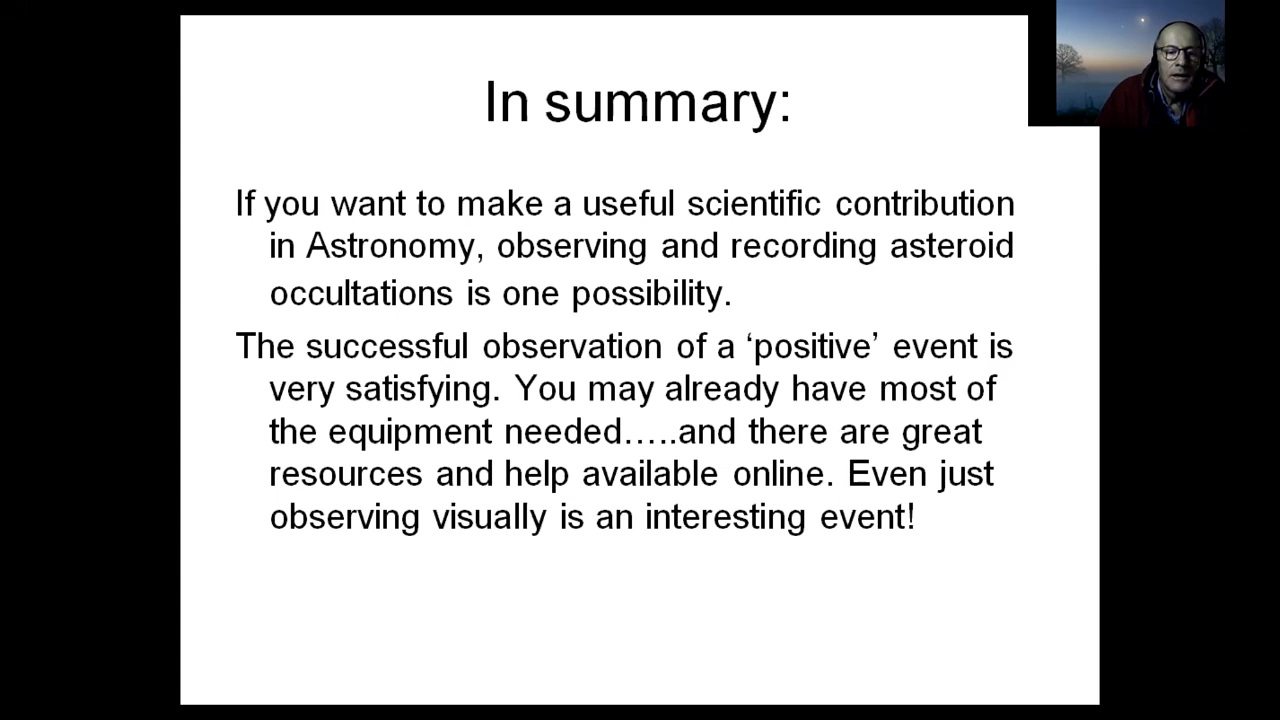 In summary:
If you want to make a useful scientific contribution
in Astronomy, observing and recording asteroid
occultations is one possibility.
The successful observation of a ‘positive’ event is
very satisfying. You may already have most of
the equipment needed…..and there are great
resources and help available online. Even just
observing visually is an interesting event!